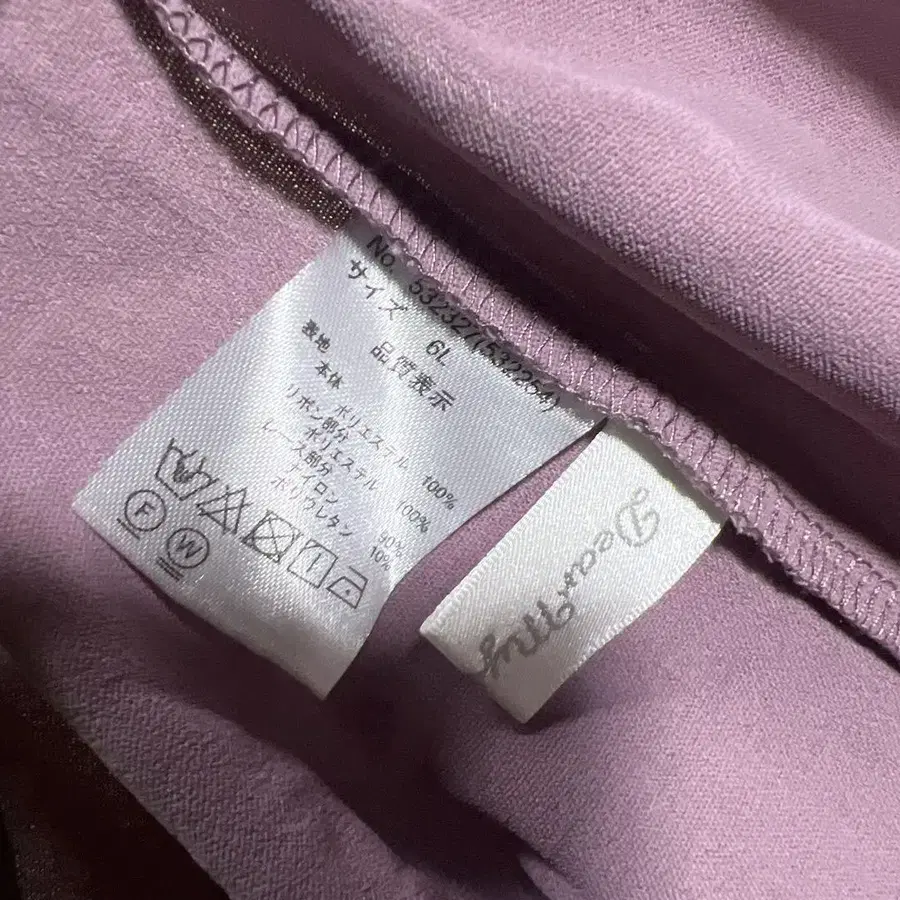 No. 532327(532254)
サイズ 6L
品質表示
表地
本体 ポリエステル 100%
リボン部分
ポリエステル 100%
レース部分
ナイロン 90%
ポリウレタン 10%
F
W
Dear My